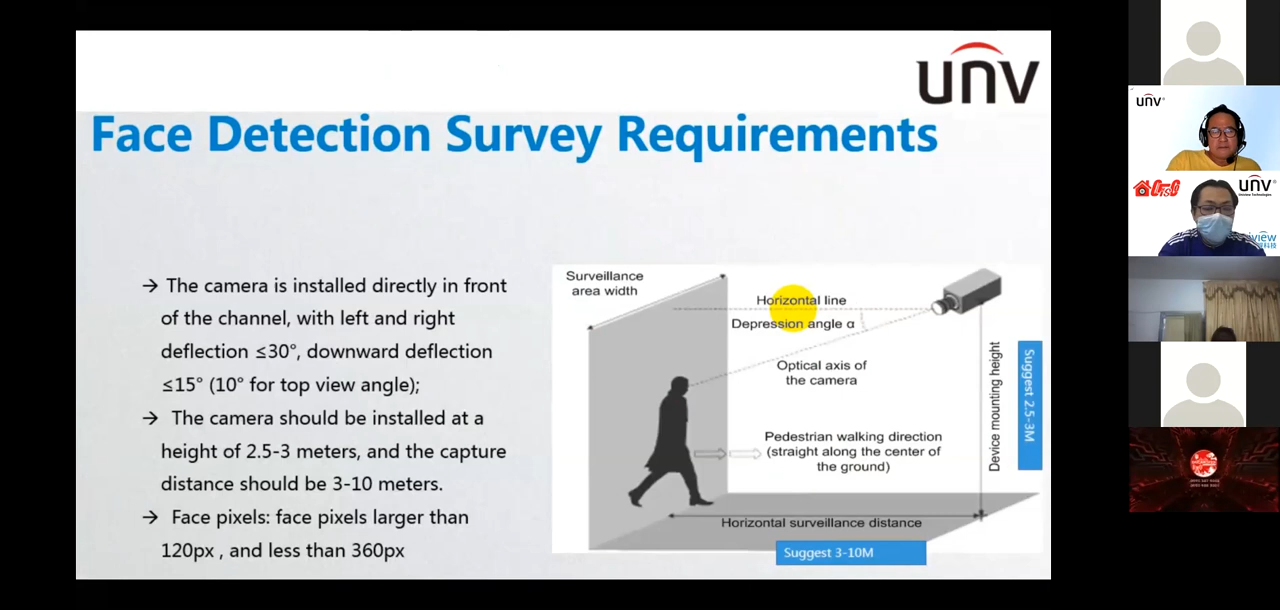 unv
Face Detection Survey Requirements
→ The camera is installed directly in front
of the channel, with left and right
deflection ≤30°, downward deflection
≤15° (10° for top view angle);
→ The camera should be installed at a
height of 2.5-3 meters, and the capture
distance should be 3-10 meters.
→ Face pixels: face pixels larger than
120px , and less than 360px
Surveillance
area width
Horizontal line
Depression angle α
Optical axis of
the camera
Pedestrian walking direction
(straight along the center of
the ground)
Device mounting height
Suggest 2.5-3M
Horizontal surveillance distance
Suggest 3-10M
unv
unv
view